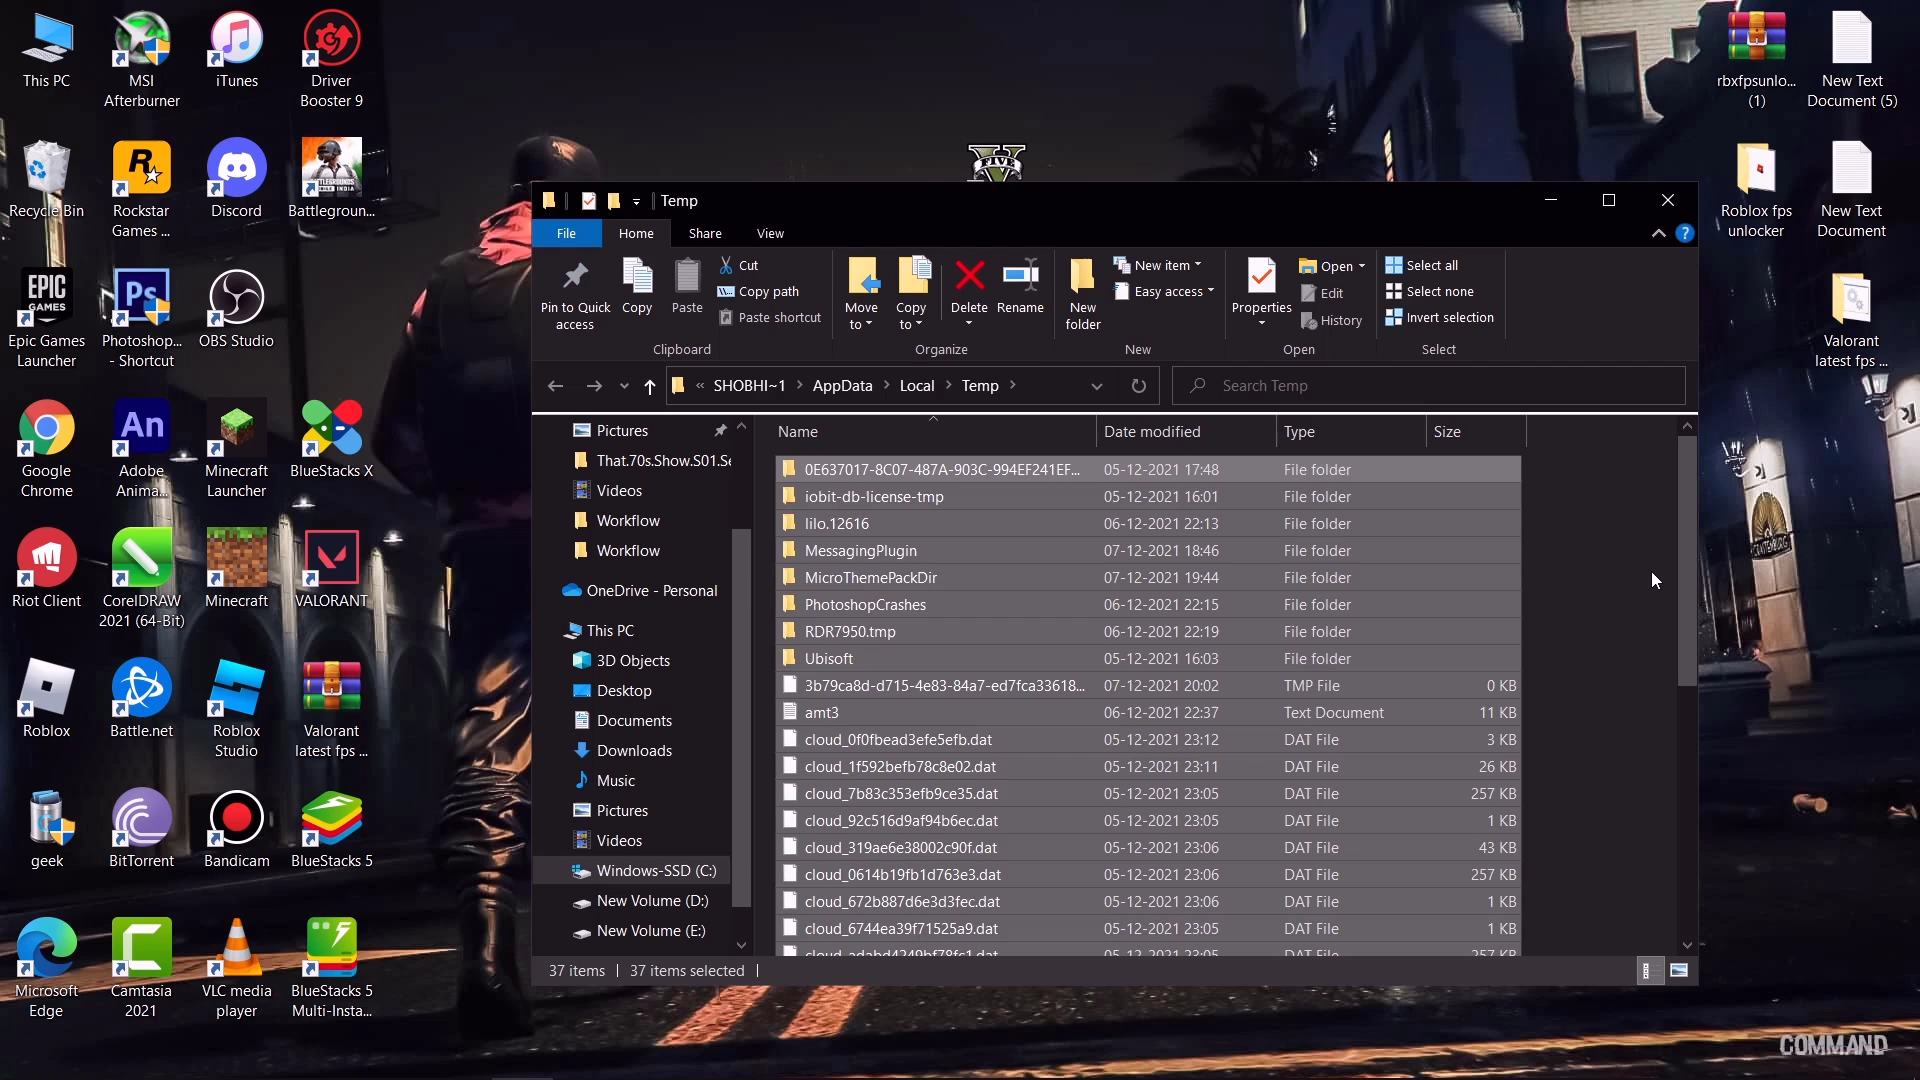 This PC
MSI
Afterburner
iTunes
Driver
Booster 9
Recycle Bin
Rockstar
Games ...
Discord
Battlegroun...
EPIC
GAMES
Epic Games
Launcher
Ps
Photoshop...
- Shortcut
OBS Studio
Google
Chrome
An
Adobe
Anima...
Minecraft
Launcher
BlueStacks X
Riot Client
CorelDRAW
2021 (64-Bit)
Minecraft
VALORANT
Roblox
Battle.net
Roblox
Studio
Valorant
latest fps ...
geek
BitTorrent
Bandicam
BlueStacks 5
Microsoft
Edge
Camtasia
2021
VLC media
player
BlueStacks 5
Multi-Insta...
FIVE
Temp
File
Home
Share
View
Pin to Quick
access
Copy
Paste
Cut
Copy path
Paste shortcut
Clipboard
Move
to
Copy
to
Delete
Rename
Organize
New
folder
New item
Easy access
New
Properties
Open
Edit
History
Open
Select all
Select none
Invert selection
Select
« SHOBHI~1 > AppData > Local > Temp >
Search Temp
Pictures
That.70s.Show.S01.Se
Videos
Workflow
Workflow
OneDrive - Personal
This PC
3D Objects
Desktop
Documents
Downloads
Music
Pictures
Videos
Windows-SSD (C:)
New Volume (D:)
New Volume (E:)
Name Date modified Type Size
0E637017-8C07-487A-903C-994EF241EF... 05-12-2021 17:48 File folder
iobit-db-license-tmp 05-12-2021 16:01 File folder
lilo.12616 06-12-2021 22:13 File folder
MessagingPlugin 07-12-2021 18:46 File folder
MicroThemePackDir 07-12-2021 19:44 File folder
PhotoshopCrashes 06-12-2021 22:15 File folder
RDR7950.tmp 06-12-2021 22:19 File folder
Ubisoft 05-12-2021 16:03 File folder
3b79ca8d-d715-4e83-84a7-ed7fca33618... 07-12-2021 20:02 TMP File 0 KB
amt3 06-12-2021 22:37 Text Document 11 KB
cloud_0f0fbead3efe5efb.dat 05-12-2021 23:12 DAT File 3 KB
cloud_1f592befb78c8e02.dat 05-12-2021 23:11 DAT File 26 KB
cloud_7b83c353efb9ce35.dat 05-12-2021 23:05 DAT File 257 KB
cloud_92c516d9af94b6ec.dat 05-12-2021 23:05 DAT File 1 KB
cloud_319ae6e38002c90f.dat 05-12-2021 23:06 DAT File 43 KB
cloud_0614b19fb1d763e3.dat 05-12-2021 23:06 DAT File 257 KB
cloud_672b887d6e3d3fec.dat 05-12-2021 23:06 DAT File 1 KB
cloud_6744ea39f71525a9.dat 05-12-2021 23:05 DAT File 1 KB
cloud_adabd4249bf78fc1.dat 05-12-2021 23:05 DAT File 257 KB
37 items 37 items selected
rbxfpsunlo...
(1)
New Text
Document (5)
Roblox fps
unlocker
New Text
Document
Valorant
latest fps ...
COMMAND